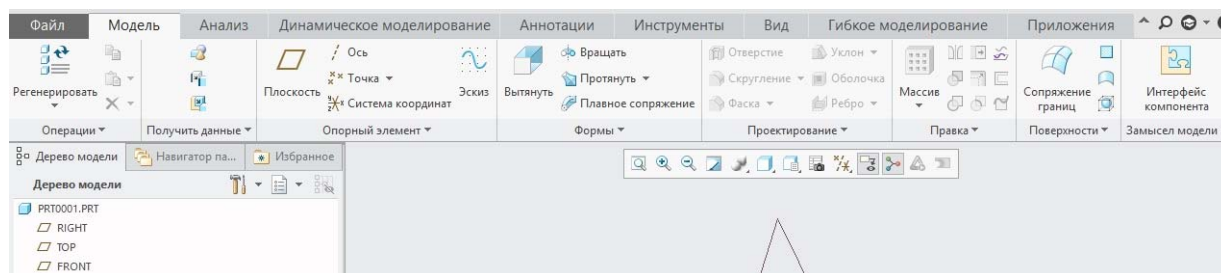 Файл Модель Анализ Динамическое моделирование Аннотации Инструменты Вид Гибкое моделирование Приложения
Ось Вращать Отверстие Уклон
Точка Протянуть Скругление Оболочка
Регенерировать Плоскость Система координат Эскиз Вытянуть Плавное сопряжение Фаска Ребро Массив Сопряжение границ Интерфейс компонента
Операции Получить данные Опорный элемент Формы Проектирование Правка Поверхности Замысел модели
Дерево модели Навигатор па... Избранное
Дерево модели
PRT0001.PRT
RIGHT
TOP
FRONT